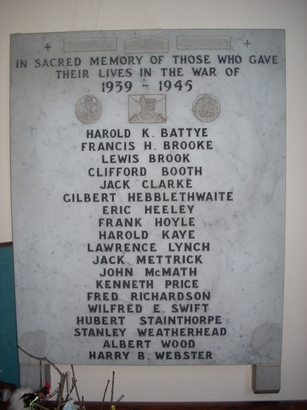 IN SACRED MEMORY OF THOSE WHO GAVE
THEIR LIVES IN THE WAR OF
1939 - 1945
HAROLD K. BATTYE
FRANCIS H. BROOKE
LEWIS BROOK
CLIFFORD BOOTH
JACK CLARKE
GILBERT HEBBLETHWAITE
ERIC HEELEY
FRANK HOYLE
HAROLD KAYE
LAWRENCE LYNCH
JACK METTRICK
JOHN McMATH
KENNETH PRICE
FRED RICHARDSON
WILFRED E. SWIFT
HUBERT STAINTHORPE
STANLEY WEATHERHEAD
ALBERT WOOD
HARRY B. WEBSTER